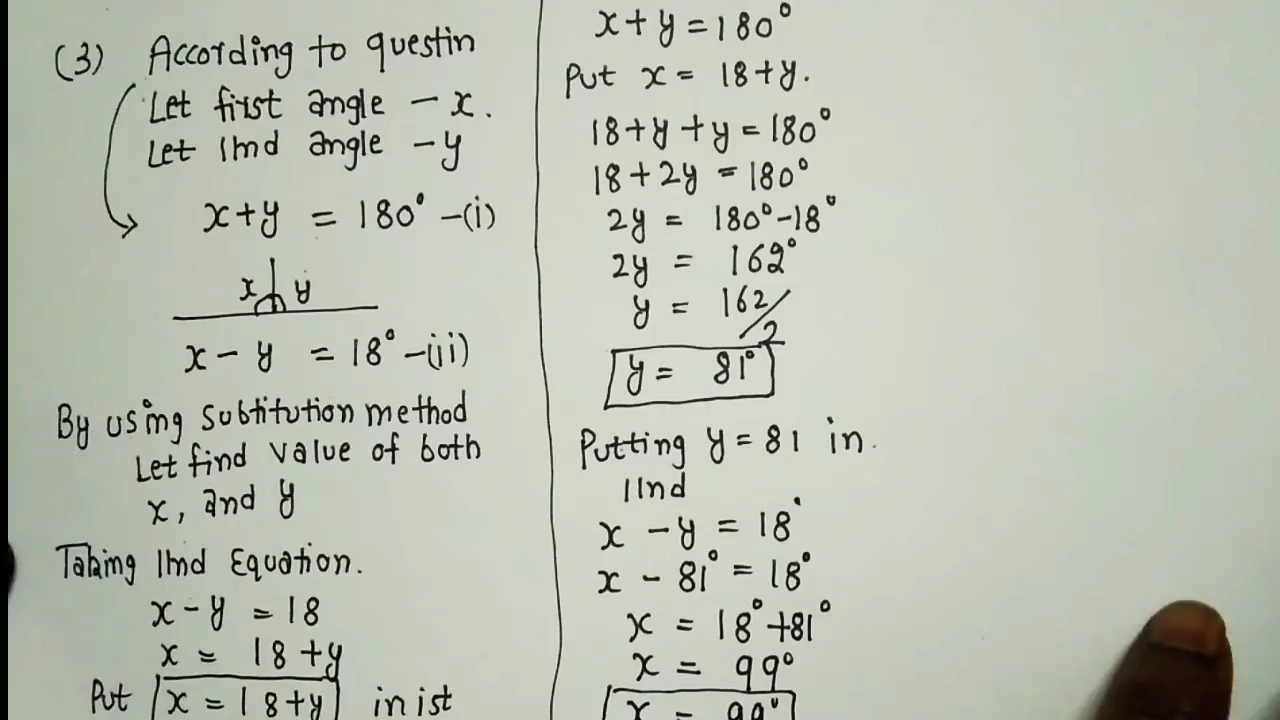 (3) According to questin
Let first angle - x.
Let IInd angle - y
x+y = 180° -(i)
x y
x - y = 18° -(ii)
By using subtitution method
Let find value of both
x, and y
Taking IInd Equation.
x - y = 18
x = 18+y
Put x = 18+y in ist
x + y = 180°
Put x = 18+y.
18+y+y = 180°
18+2y = 180°
2y = 180°-18°
2y = 162°
y = 162/2
y = 81°
Putting y = 81 in.
IInd
x - y = 18°
x - 81° = 18°
x = 18°+81°
x = 99°
x = 99°